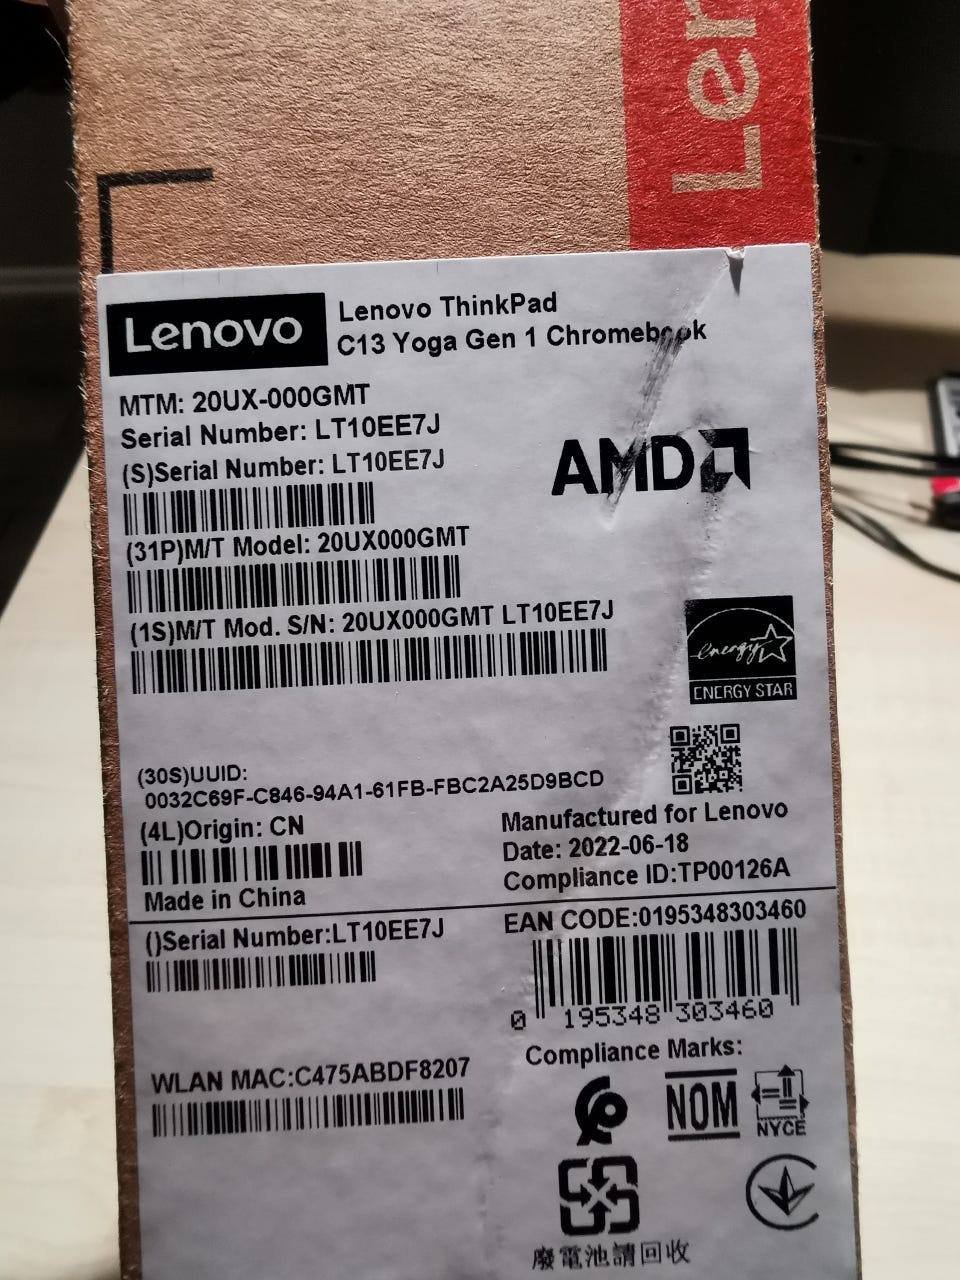 Len
Lenovo
Lenovo ThinkPad
C13 Yoga Gen 1 Chromebook
MTM: 20UX-000GMT
Serial Number: LT10EE7J
(S)Serial Number: LT10EE7J
AMD
(31P)M/T Model: 20UX000GMT
(1S)M/T Mod. S/N: 20UX000GMT LT10EE7J
energy
ENERGY STAR
(30S)UUID:
0032C69F-C846-94A1-61FB-FBC2A25D9BCD
(4L)Origin: CN
Made in China
Manufactured for Lenovo
Date: 2022-06-18
Compliance ID:TP00126A
()Serial Number:LT10EE7J
EAN CODE:0195348303460
0 195348 303460
WLAN MAC:C475ABDF8207
Compliance Marks:
NOM
NYCE
廢電池請回收